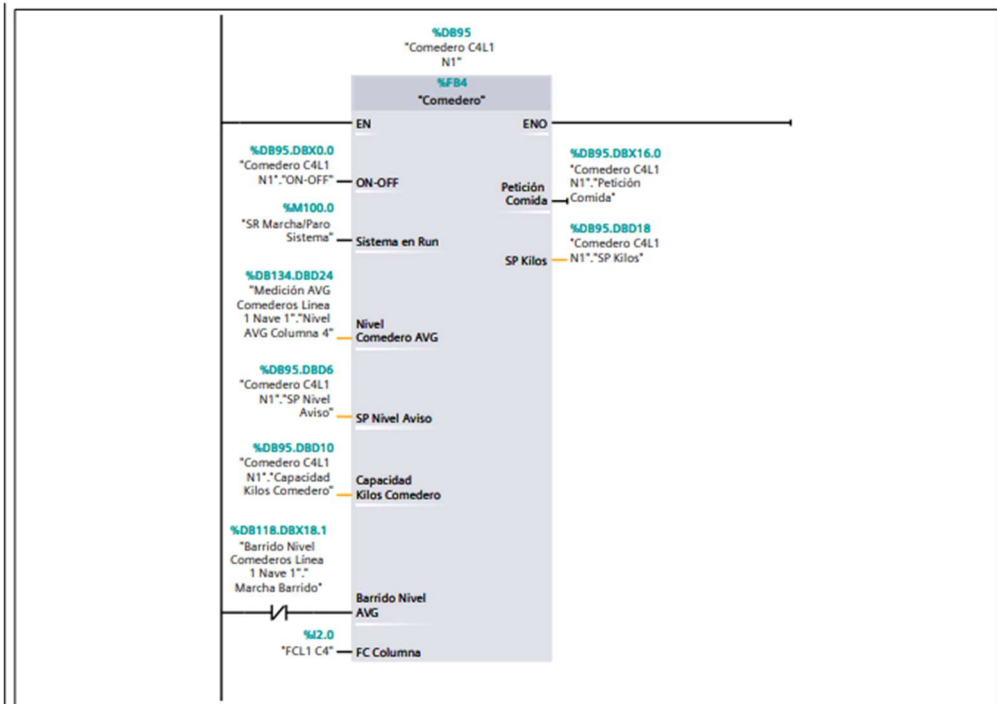 %DB95
"Comedero C4L1
N1"
%FB4
"Comedero"
EN
ENO
%DB95.DBX0.0
"Comedero C4L1
N1"."ON-OFF"
ON-OFF
%DB95.DBX16.0
"Comedero C4L1
N1"."Petición
Comida"
Petición
Comida
%M100.0
"SR Marcha/Paro
Sistema"
Sistema en Run
%DB95.DBD18
"Comedero C4L1
N1"."SP Kilos"
SP Kilos
%DB134.DBD24
"Medición AVG
Comederos Linea
1 Nave 1"."Nivel
AVG Columna 4"
Nivel
Comedero AVG
%DB95.DBD6
"Comedero C4L1
N1"."SP Nivel
Aviso"
SP Nivel Aviso
%DB95.DBD10
"Comedero C4L1
N1"."Capacidad
Kilos Comedero"
Capacidad
Kilos Comedero
%DB118.DBX18.1
"Barrido Nivel
Comederos Línea
1 Nave 1"."
Marcha Barrido"
Barrido Nivel
AVG
%I2.0
"FCL1 C4"
FC Columna